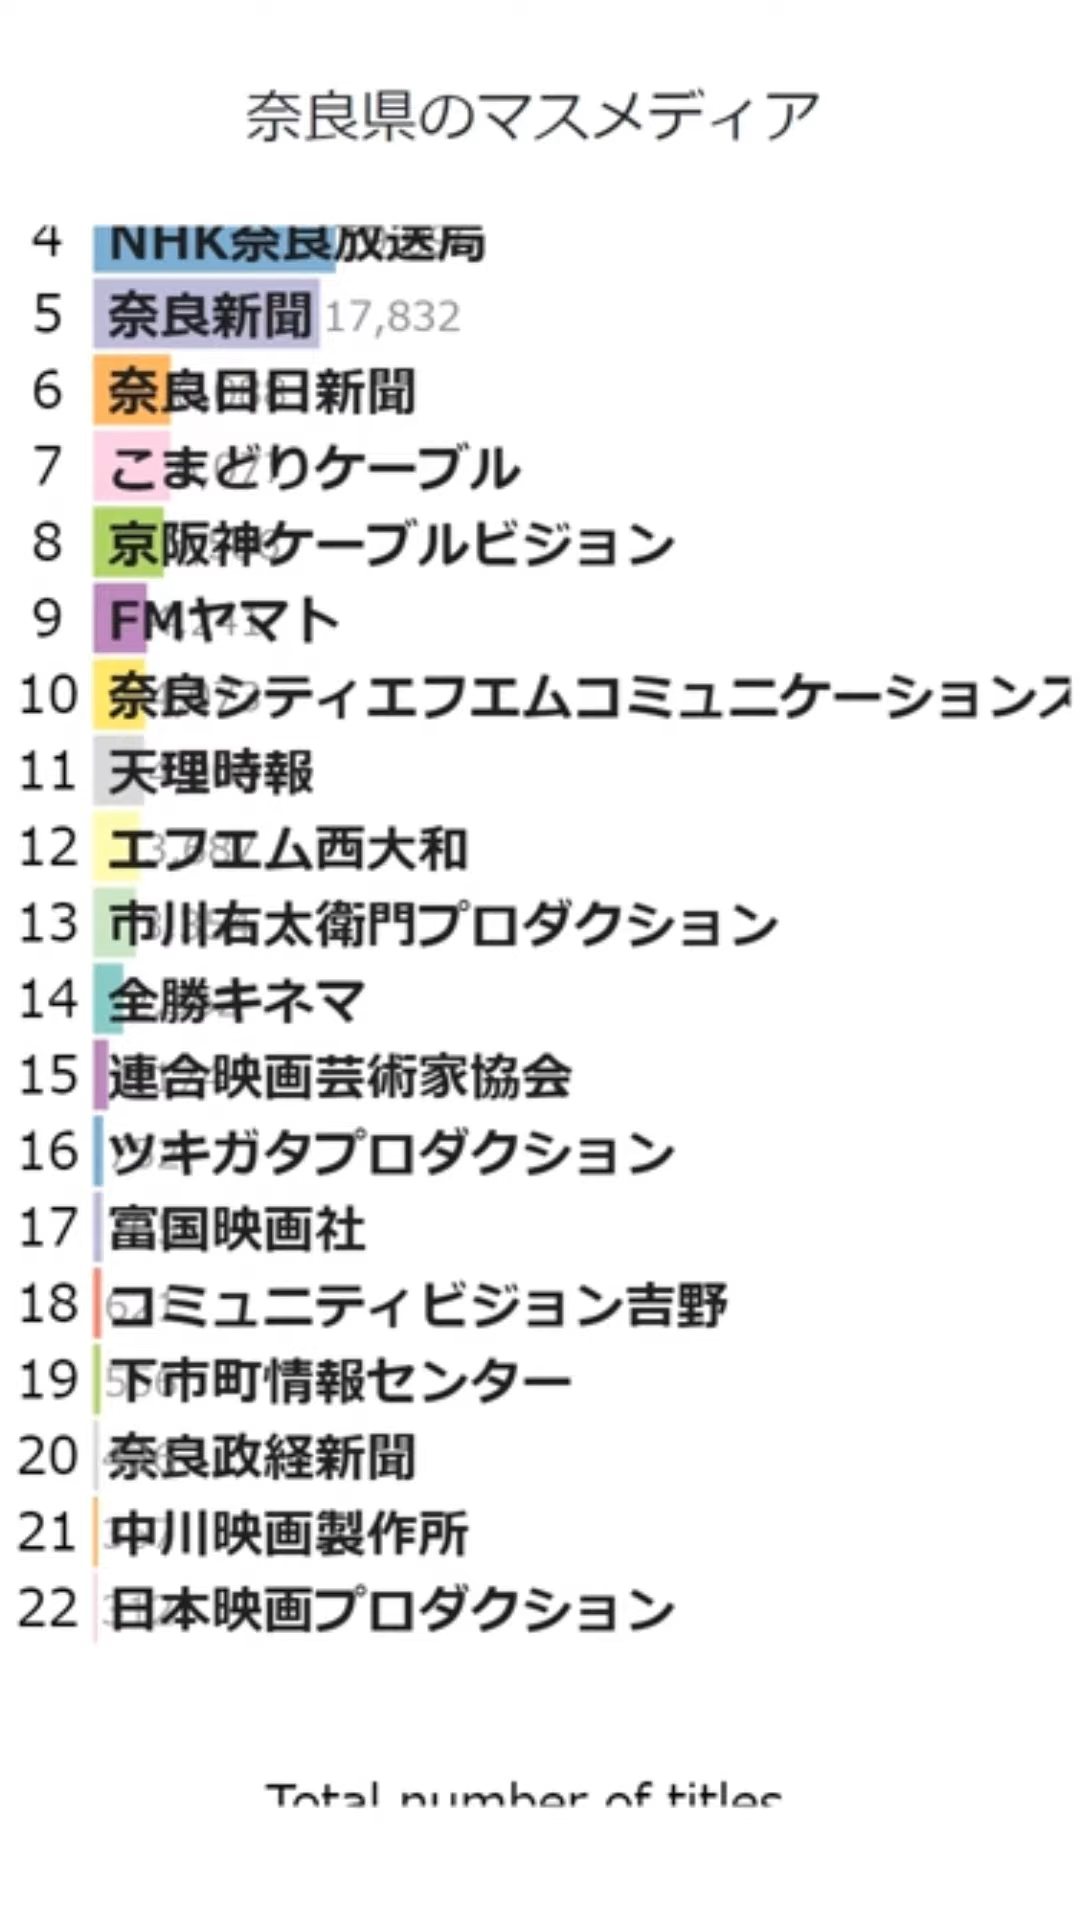 奈良県のマスメディア
4 NHK奈良放送局
5 奈良新聞 17,832
6 奈良日日新聞
7 こまどりケーブル
8 京阪神ケーブルビジョン
9 FMヤマト
10 奈良シティエフエムコミュニケーションズ
11 天理時報
12 エフエム西大和
13 市川右太衛門プロダクション
14 全勝キネマ
15 連合映画芸術家協会
16 ツキガタプロダクション
17 富国映画社
18 コミュニティビジョン吉野
19 下市町情報センター
20 奈良政経新聞
21 中川映画製作所
22 日本映画プロダクション
Total number of titles